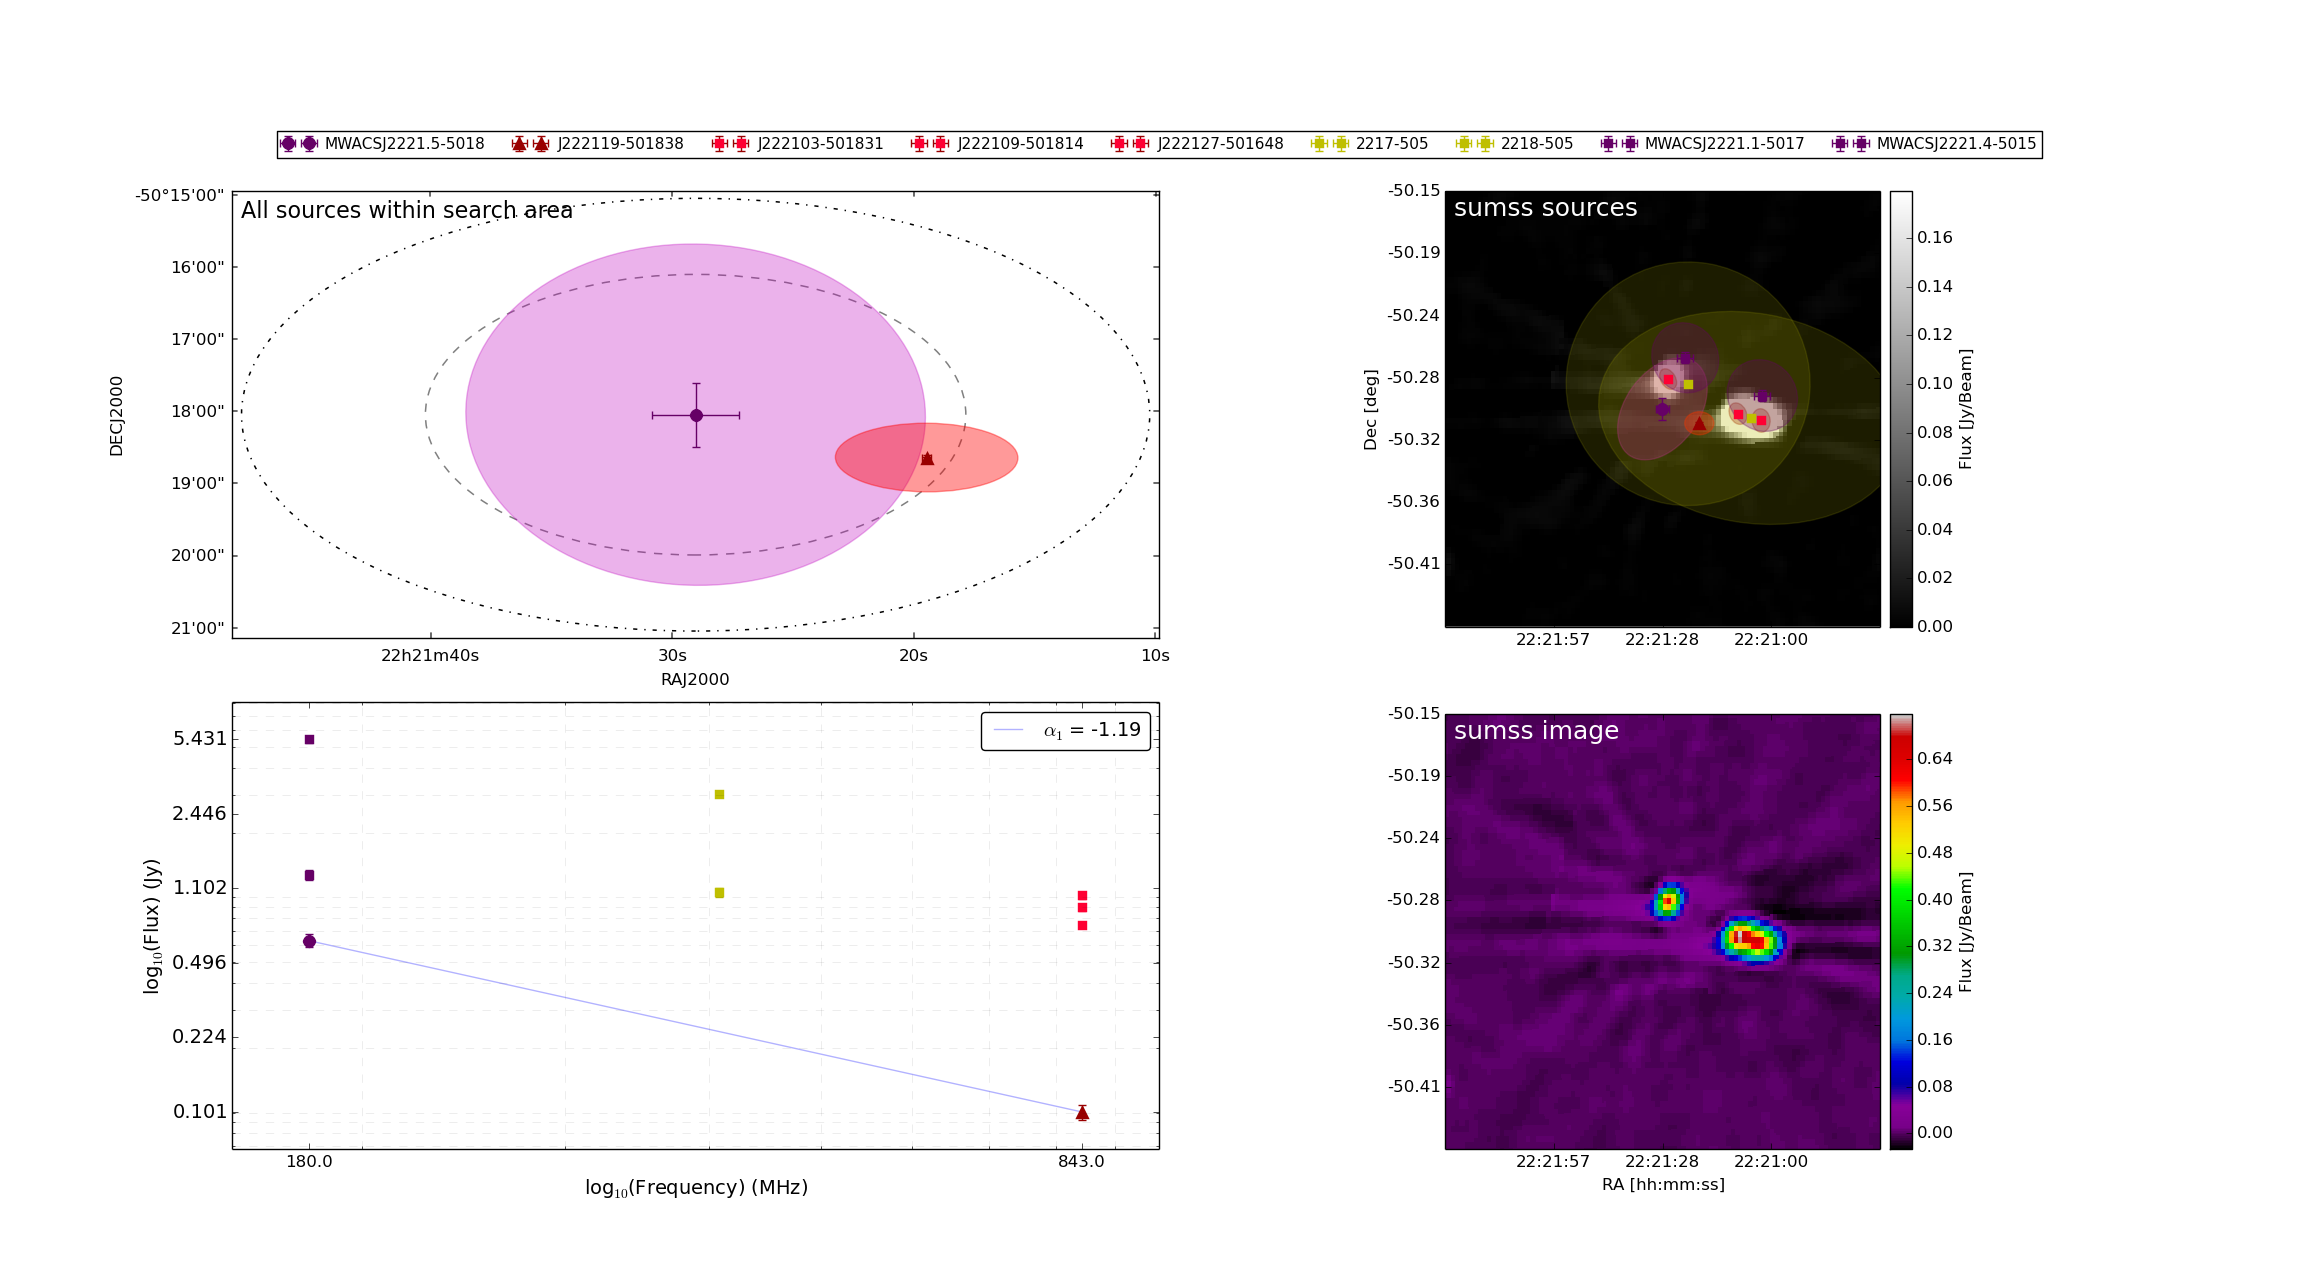 MWACSJ2221.5-5018 J222119-501838 J222103-501831 J222109-501814 J222127-501648 2217-505 2218-505 MWACSJ2221.1-5017 MWACSJ2221.4-5015
All sources within search area
-50°15'00"
16'00"
17'00"
18'00"
19'00"
20'00"
21'00"
DECJ2000
22h21m40s 30s 20s 10s
RAJ2000
sumss sources
-50.15
-50.19
-50.24
-50.28
-50.32
-50.36
-50.41
Dec [deg]
22:21:57 22:21:28 22:21:00
0.16
0.14
0.12
0.10
0.08
0.06
0.04
0.02
0.00
Flux [Jy/Beam]
α₁ = -1.19
5.431
2.446
1.102
0.496
0.224
0.101
log₁₀(Flux) (Jy)
180.0 843.0
log₁₀(Frequency) (MHz)
sumss image
-50.15
-50.19
-50.24
-50.28
-50.32
-50.36
-50.41
22:21:57 22:21:28 22:21:00
RA [hh:mm:ss]
0.64
0.56
0.48
0.40
0.32
0.24
0.16
0.08
0.00
Flux [Jy/Beam]